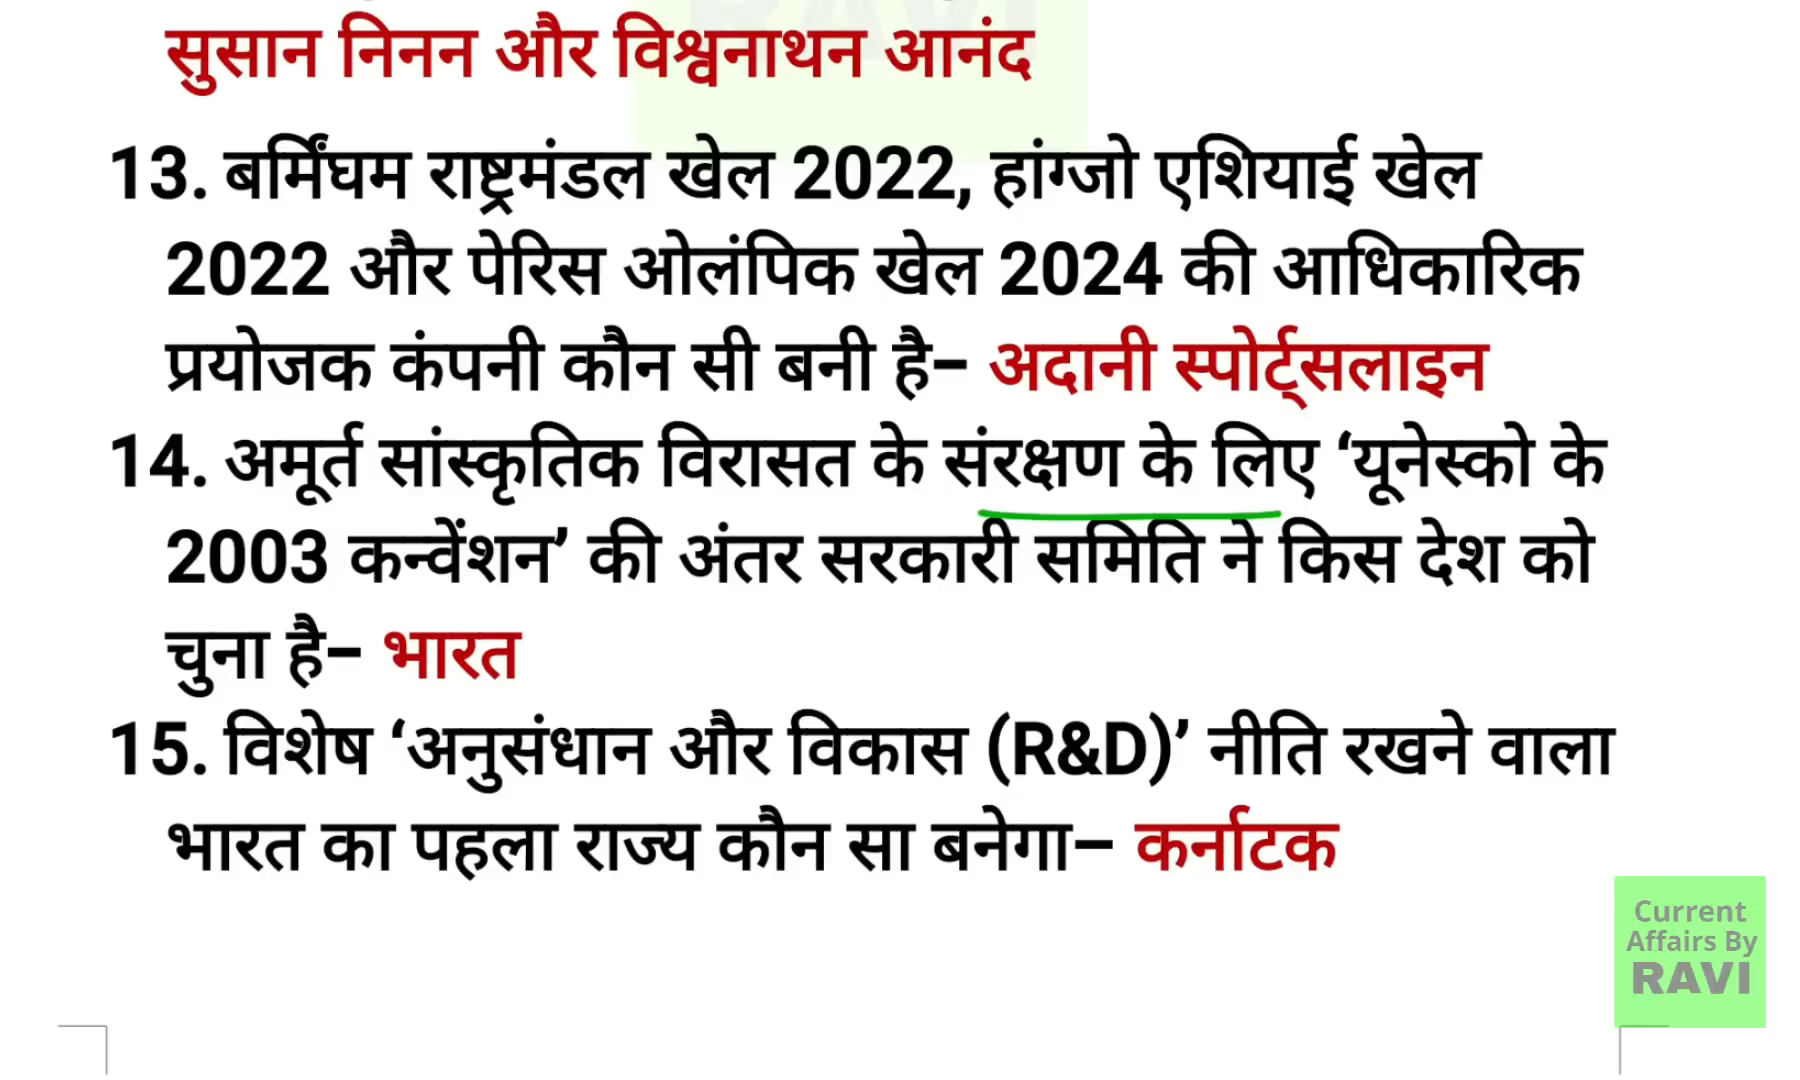 सुसान निनन और विश्वनाथन आनंद
13. बर्मिंघम राष्ट्रमंडल खेल 2022, हांग्जो एशियाई खेल
2022 और पेरिस ओलंपिक खेल 2024 की आधिकारिक
प्रयोजक कंपनी कौन सी बनी है– अदानी स्पोर्ट्सलाइन
14. अमूर्त सांस्कृतिक विरासत के संरक्षण के लिए ‘यूनेस्को के
2003 कन्वेंशन’ की अंतर सरकारी समिति ने किस देश को
चुना है– भारत
15. विशेष ‘अनुसंधान और विकास (R&D)’ नीति रखने वाला
भारत का पहला राज्य कौन सा बनेगा– कर्नाटक
Current
Affairs By
RAVI